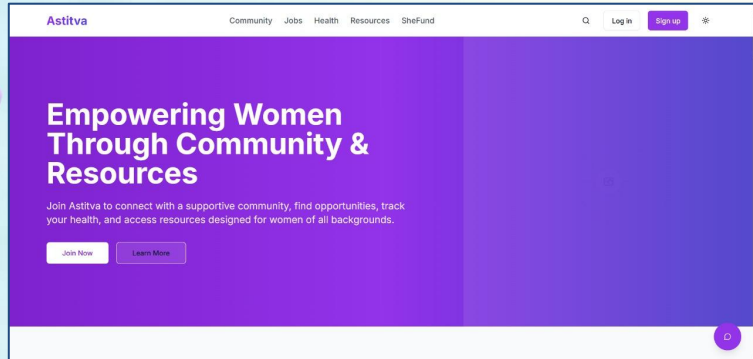 Astitva
Community Jobs Health Resources SheFund
Log in
Sign up
Empowering Women
Through Community &
Resources
Join Astitva to connect with a supportive community, find opportunities, track
your health, and access resources designed for women of all backgrounds.
Join Now
Learn More